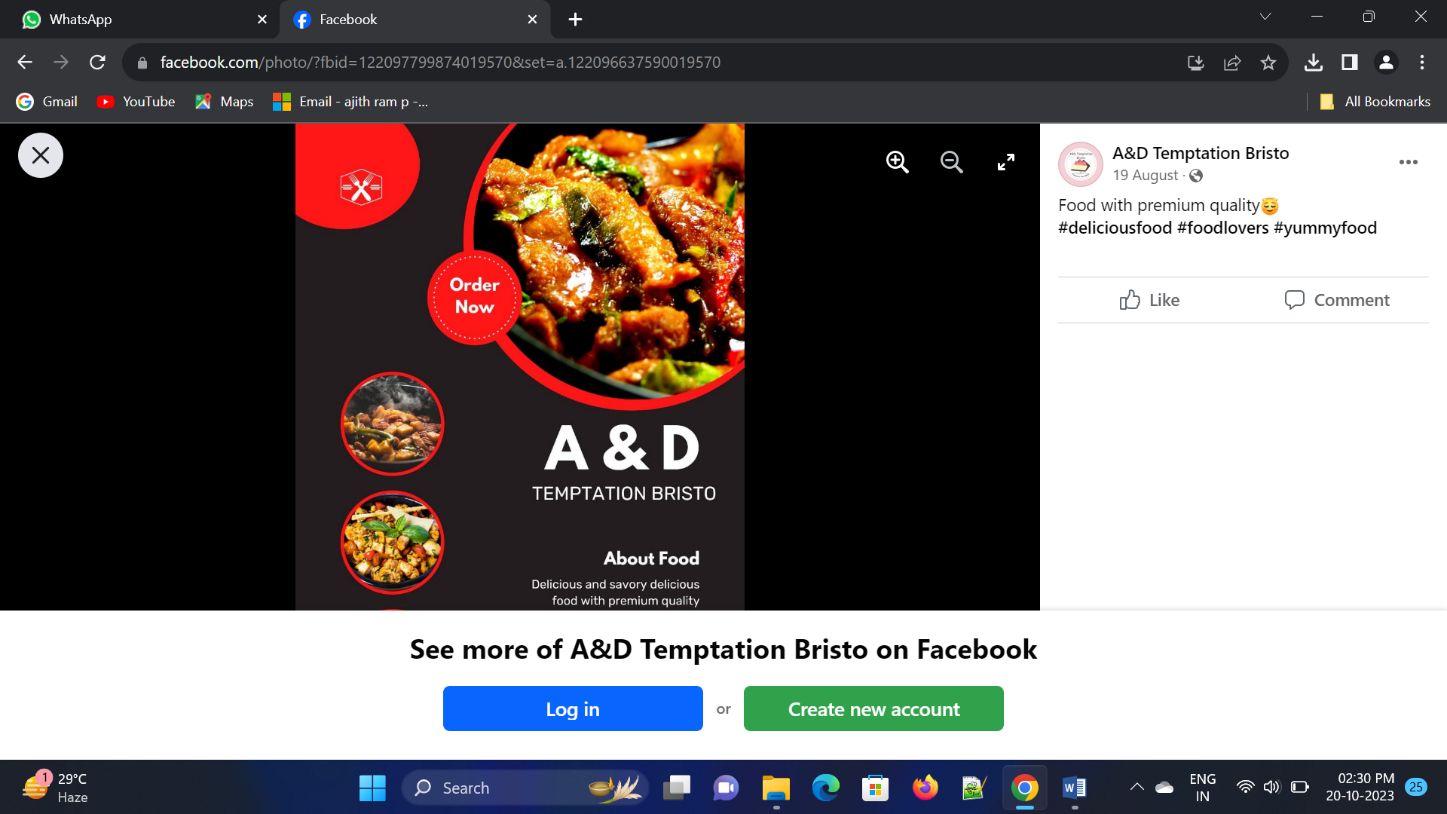 WhatsApp
Facebook
facebook.com/photo/?fbid=122097799874019570&set=a.122096637590019570
Gmail
YouTube
Maps
Email - ajith ram p -...
All Bookmarks
Order
Now
A & D
TEMPTATION BRISTO
About Food
Delicious and savory delicious
food with premium quality
A&D Temptation Bristo
19 August ·
Food with premium quality😋
#deliciousfood #foodlovers #yummyfood
Like
Comment
See more of A&D Temptation Bristo on Facebook
Log in
or
Create new account
1
29°C
Haze
Search
ENG
IN
02:30 PM
20-10-2023
25